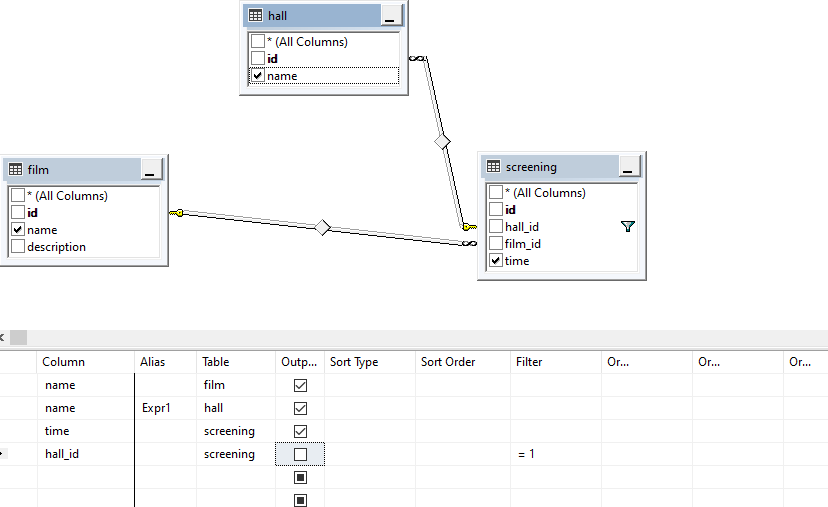 hall
* (All Columns)
id
name
film
* (All Columns)
id
name
description
screening
* (All Columns)
id
hall_id
film_id
time
Column Alias Table Outp... Sort Type Sort Order Filter Or... Or... Or...
name film
name Expr1 hall
time screening
hall_id screening = 1